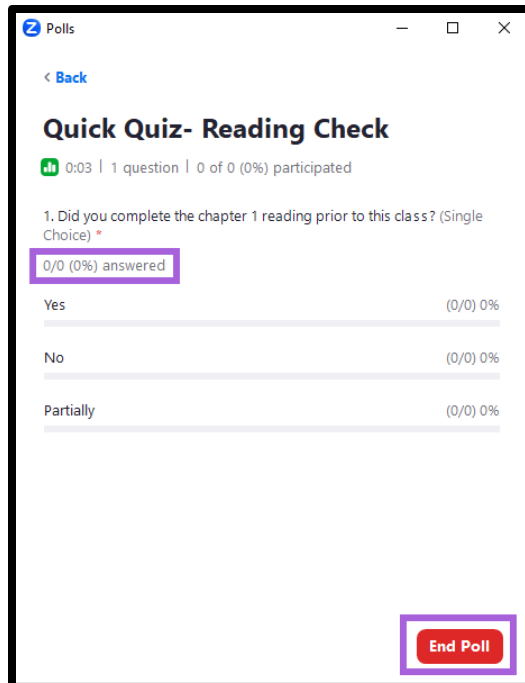 Polls
< Back
Quick Quiz- Reading Check
0:03 | 1 question | 0 of 0 (0%) participated
1. Did you complete the chapter 1 reading prior to this class? (Single
Choice) *
0/0 (0%) answered
Yes (0/0) 0%
No (0/0) 0%
Partially (0/0) 0%
End Poll